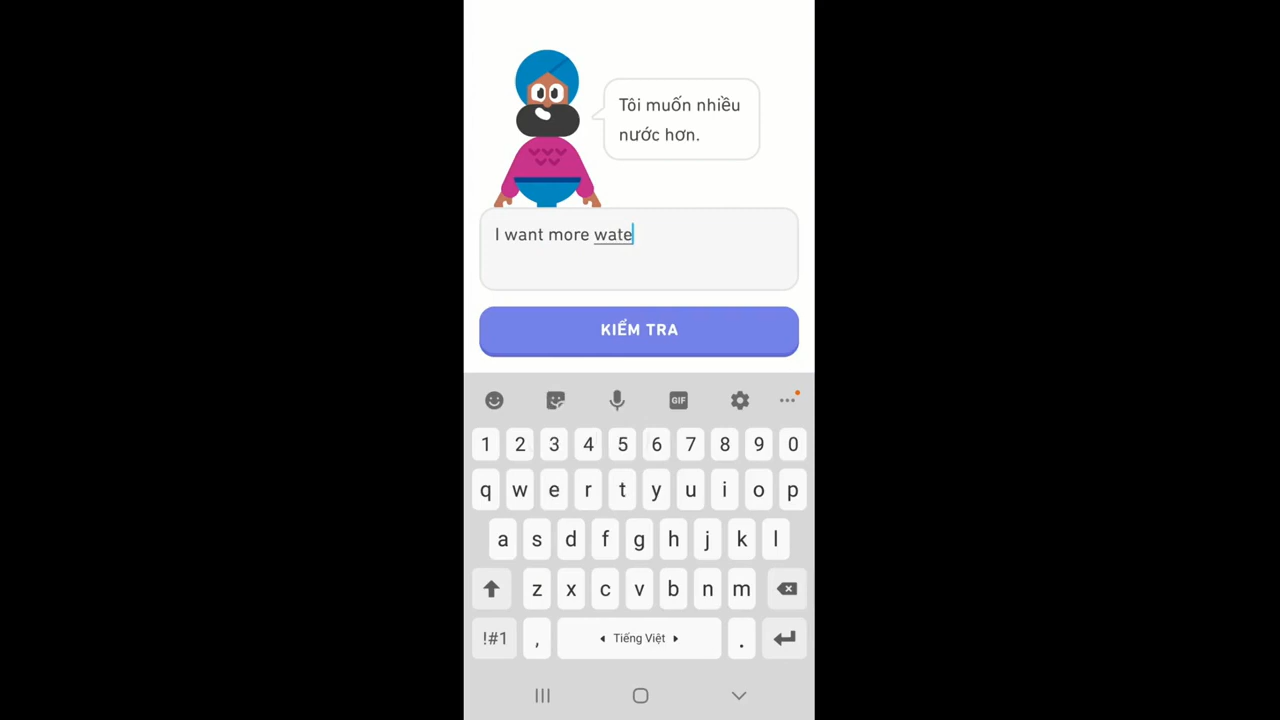 Tôi muốn nhiều
nước hơn.
I want more wate
KIỂM TRA
GIF
1 2 3 4 5 6 7 8 9 0
q w e r t y u i o p
a s d f g h j k l
z x c v b n m
!#1 , Tiếng Việt .